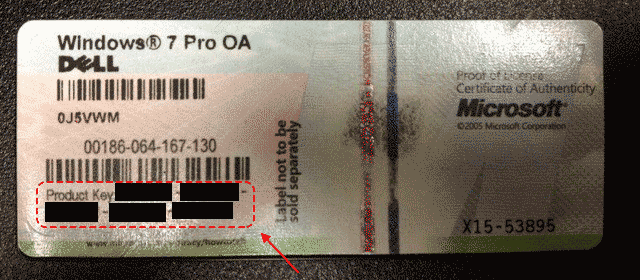 Windows® 7 Pro OA
DELL
0J5VWM
00186-064-167-130
Product Key
Label not to be
sold separately
Proof of License
Certificate of Authenticity
Microsoft
©2005 Microsoft Corporation
X15-53895